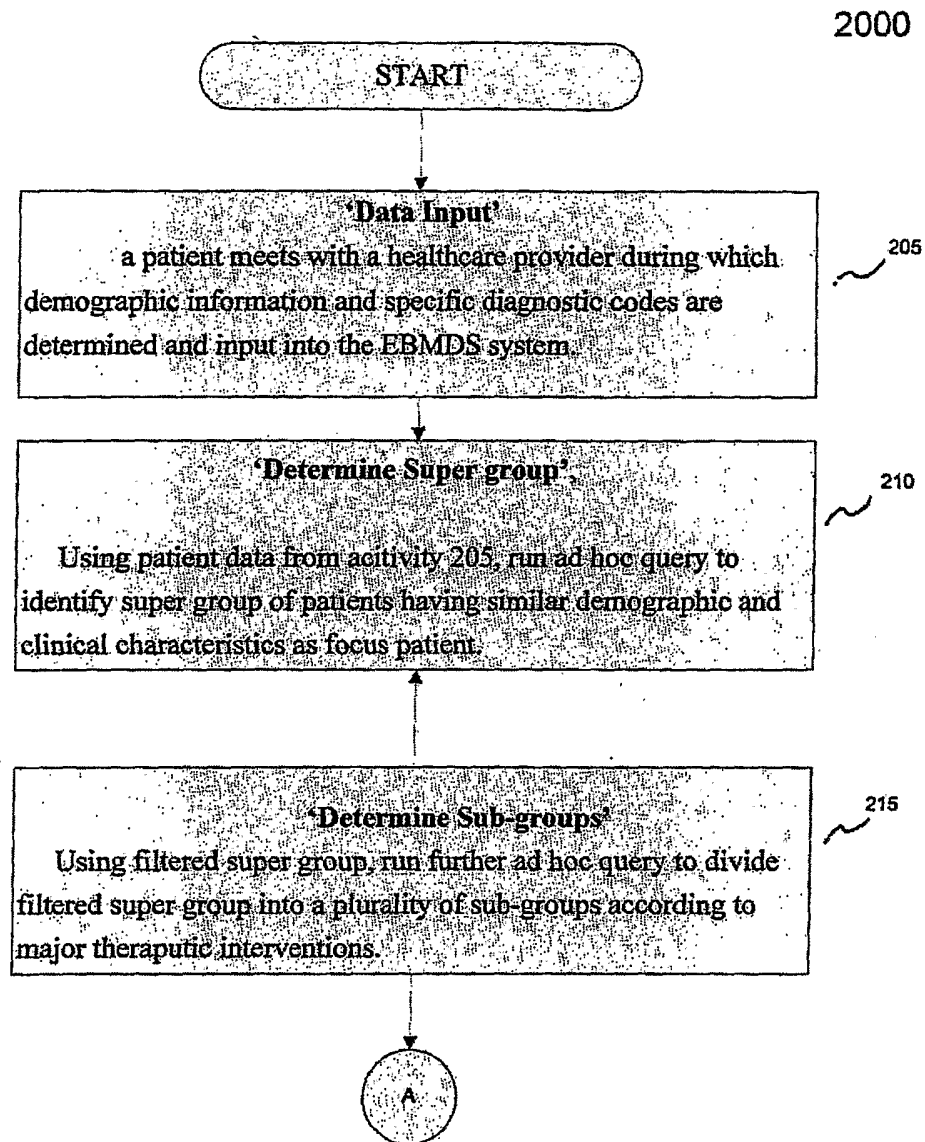 2000
START
'Data Input'
a patient meets with a healthcare provider during which
demographic information and specific diagnostic codes are
determined and input into the EBMDS system.
205
'Determine Super group',
Using patient data from acitivity 205, run ad hoc query to
identify super group of patients having similar demographic and
clinical characteristics as focus patient.
210
'Determine Sub-groups'
Using filtered super group, run further ad hoc query to divide
filtered super group into a plurality of sub-groups according to
major theraputic interventions.
215
A